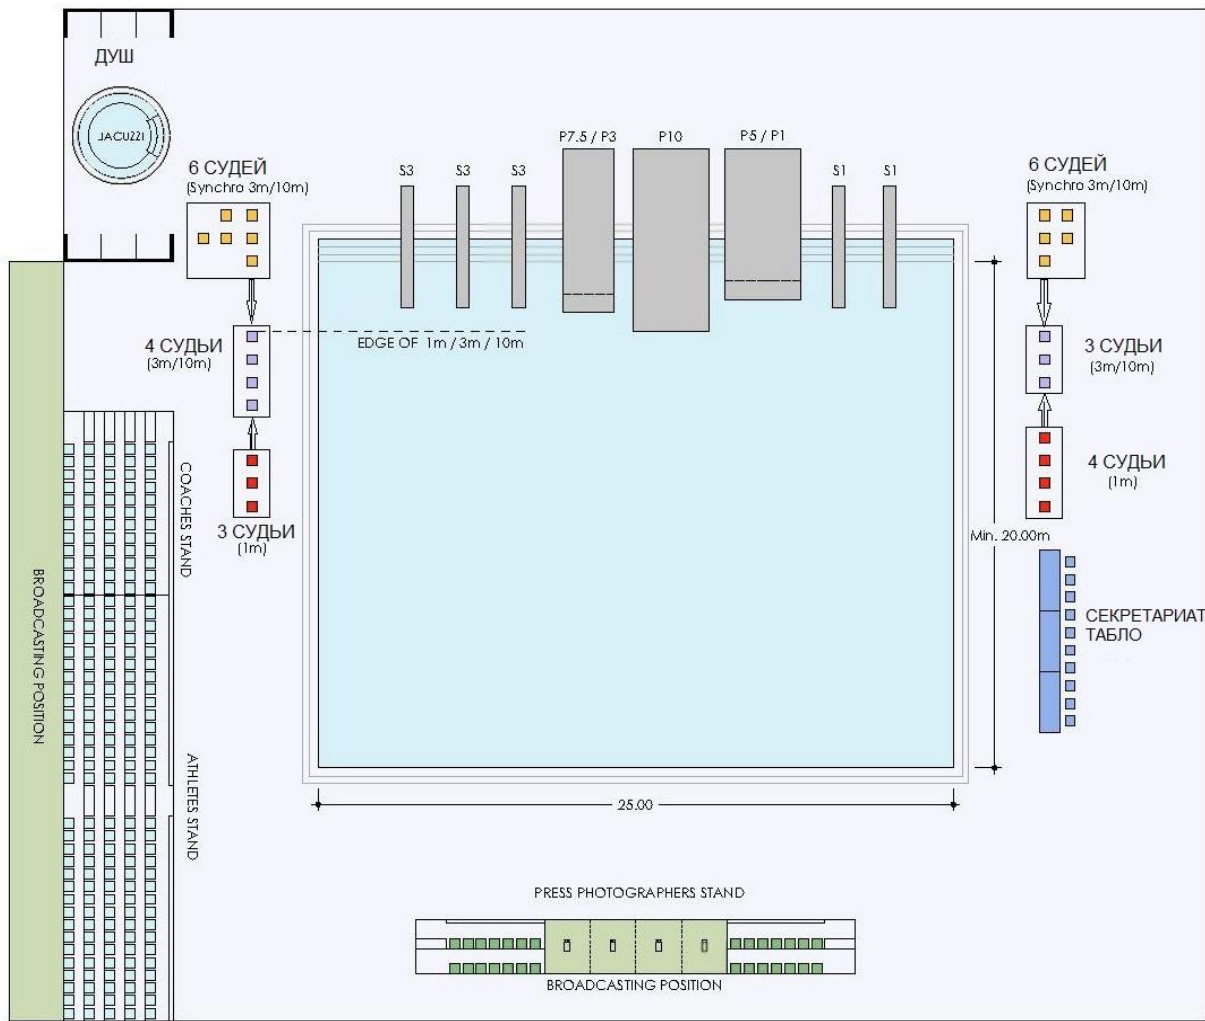 ДУШ
JACUZZI
6 СУДЕЙ
(Synchro 3m/10m)
S3
S3
S3
P7.5 / P3
P10
P5 / P1
S1
S1
6 СУДЕЙ
(Synchro 3m/10m)
4 СУДЬИ
(3m/10m)
EDGE OF 1m / 3m / 10m
3 СУДЬИ
(3m/10m)
4 СУДЬИ
(1m)
3 СУДЬИ
(1m)
Min. 20.00m
СЕКРЕТАРИАТ
ТАБЛО
COACHES STAND
BROADCASTING POSITION
ATHLETES STAND
25.00
PRESS PHOTOGRAPHERS STAND
BROADCASTING POSITION